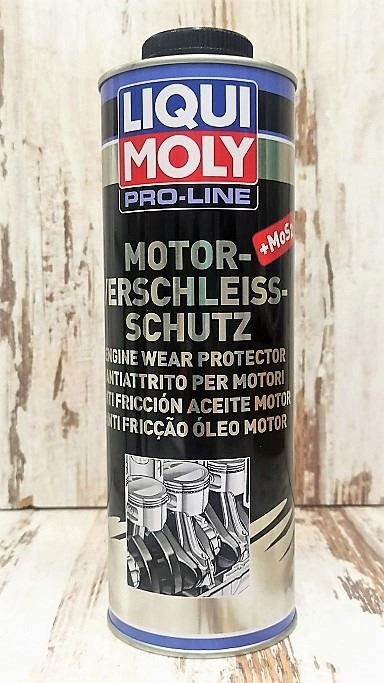 LIQUI
MOLY
PRO-LINE
+MoS₂
MOTOR-
VERSCHLEISS-
SCHUTZ
ENGINE WEAR PROTECTOR
ANTIATTRITO PER MOTORI
ANTI FRICCIÓN ACEITE MOTOR
ANTI FRICÇÃO ÓLEO MOTOR